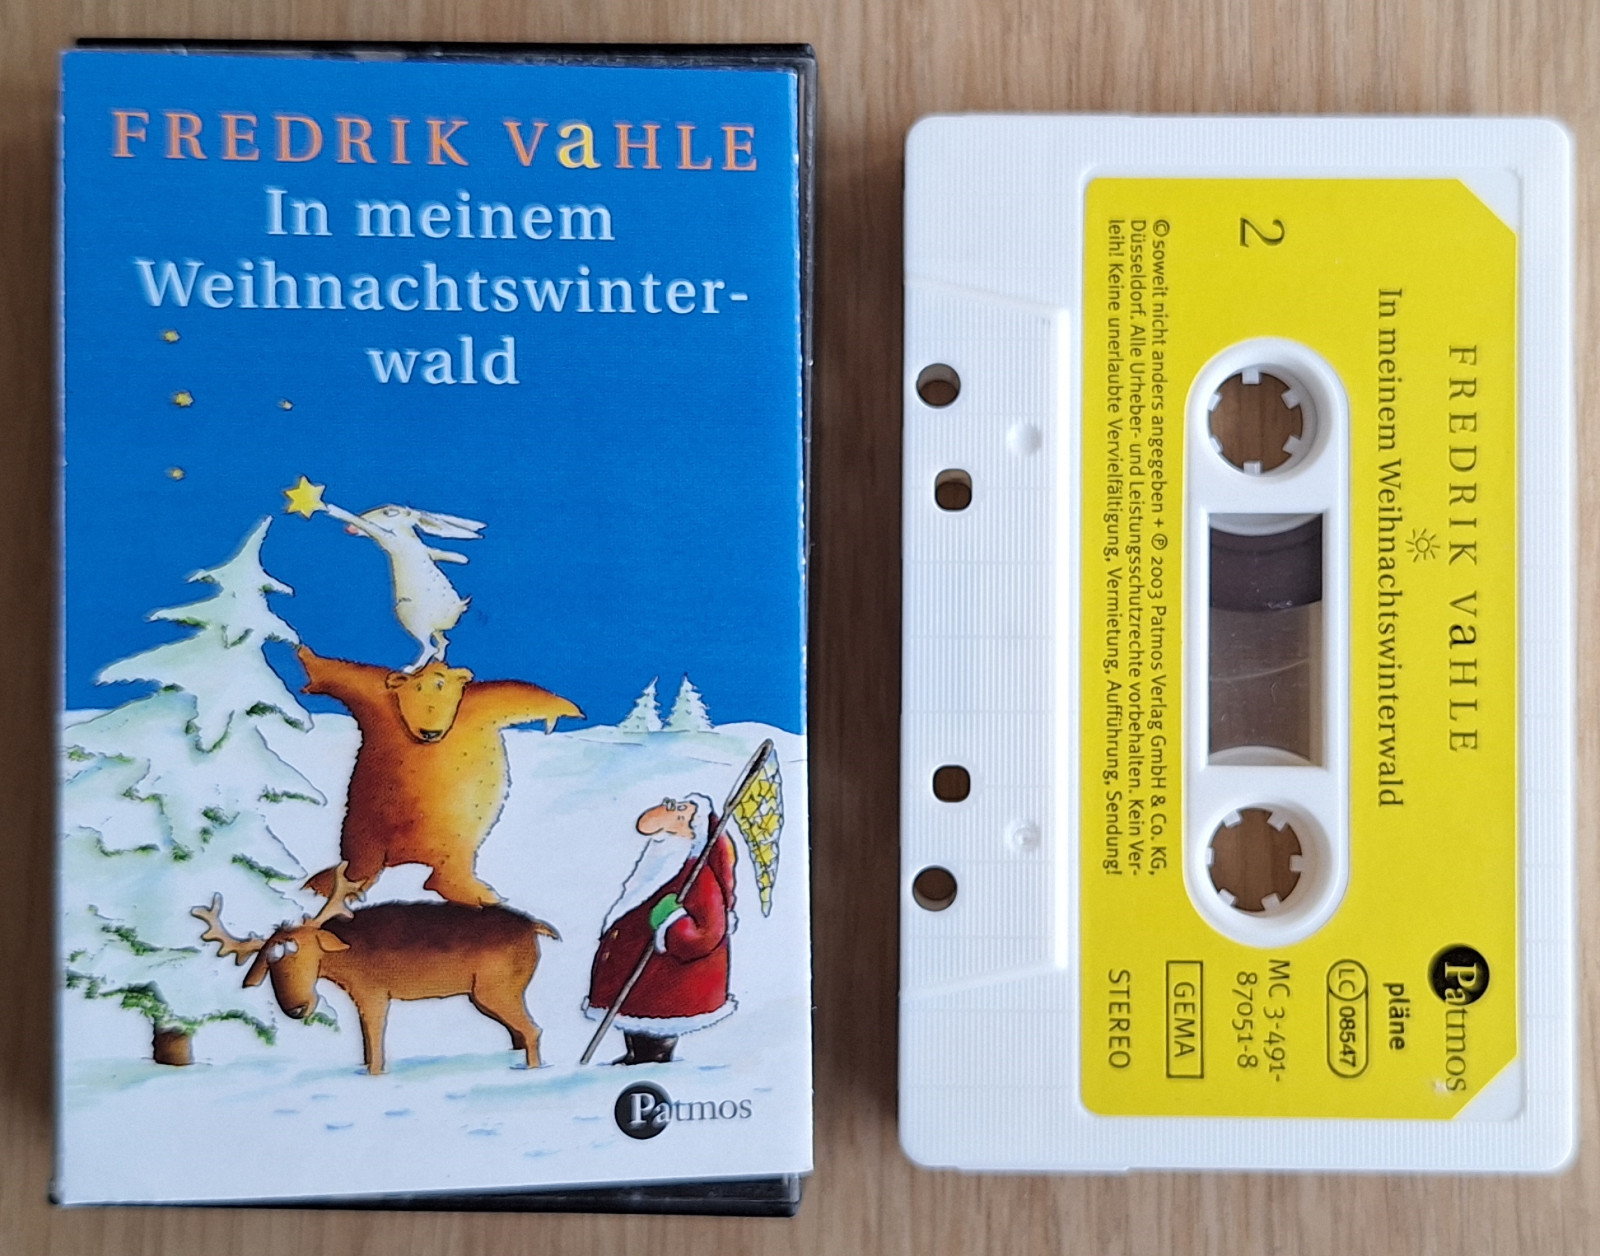 FREDRIK VaHLE
In meinem
Weihnachtswinter-
wald
Patmos
FREDRIK VaHLE
In meinem Weihnachtswinterwald
2
Patmos
pläne
LC 08547
MC 3-491-
87051-8
GEMA
STEREO
© soweit nicht anders angegeben + ℗ 2003 Patmos Verlag GmbH & Co. KG,
Düsseldorf. Alle Urheber- und Leistungsschutzrechte vorbehalten. Kein Ver-
leih! Keine unerlaubte Vervielfältigung, Vermietung, Aufführung, Sendung!